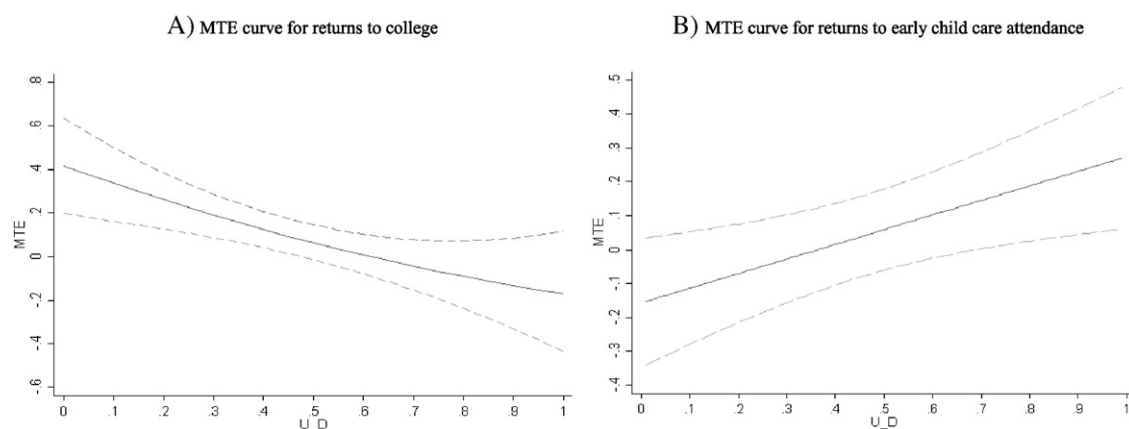 A) MTE curve for returns to college
B) MTE curve for returns to early child care attendance
.8
.6
.4
.2
0
-.2
-.4
-.6
MTE
0 .1 .2 .3 .4 .5 .6 .7 .8 .9 1
U_D
.5
.4
.3
.2
.1
0
-.1
-.2
-.3
-.4
MTE
0 .1 .2 .3 .4 .5 .6 .7 .8 .9 1
U_D